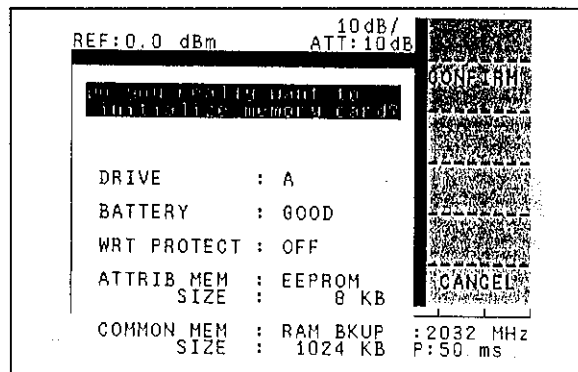 10dB/
REF:0.0 dBm ATT:10dB
CONFIRM
Do you really want to
initialize memory card?
DRIVE : A
BATTERY : GOOD
WRT PROTECT : OFF
ATTRIB MEM : EEPROM
SIZE : 8 KB
CANCEL
COMMON MEM : RAM BKUP :2032 MHz
SIZE : 1024 KB P:50 ms